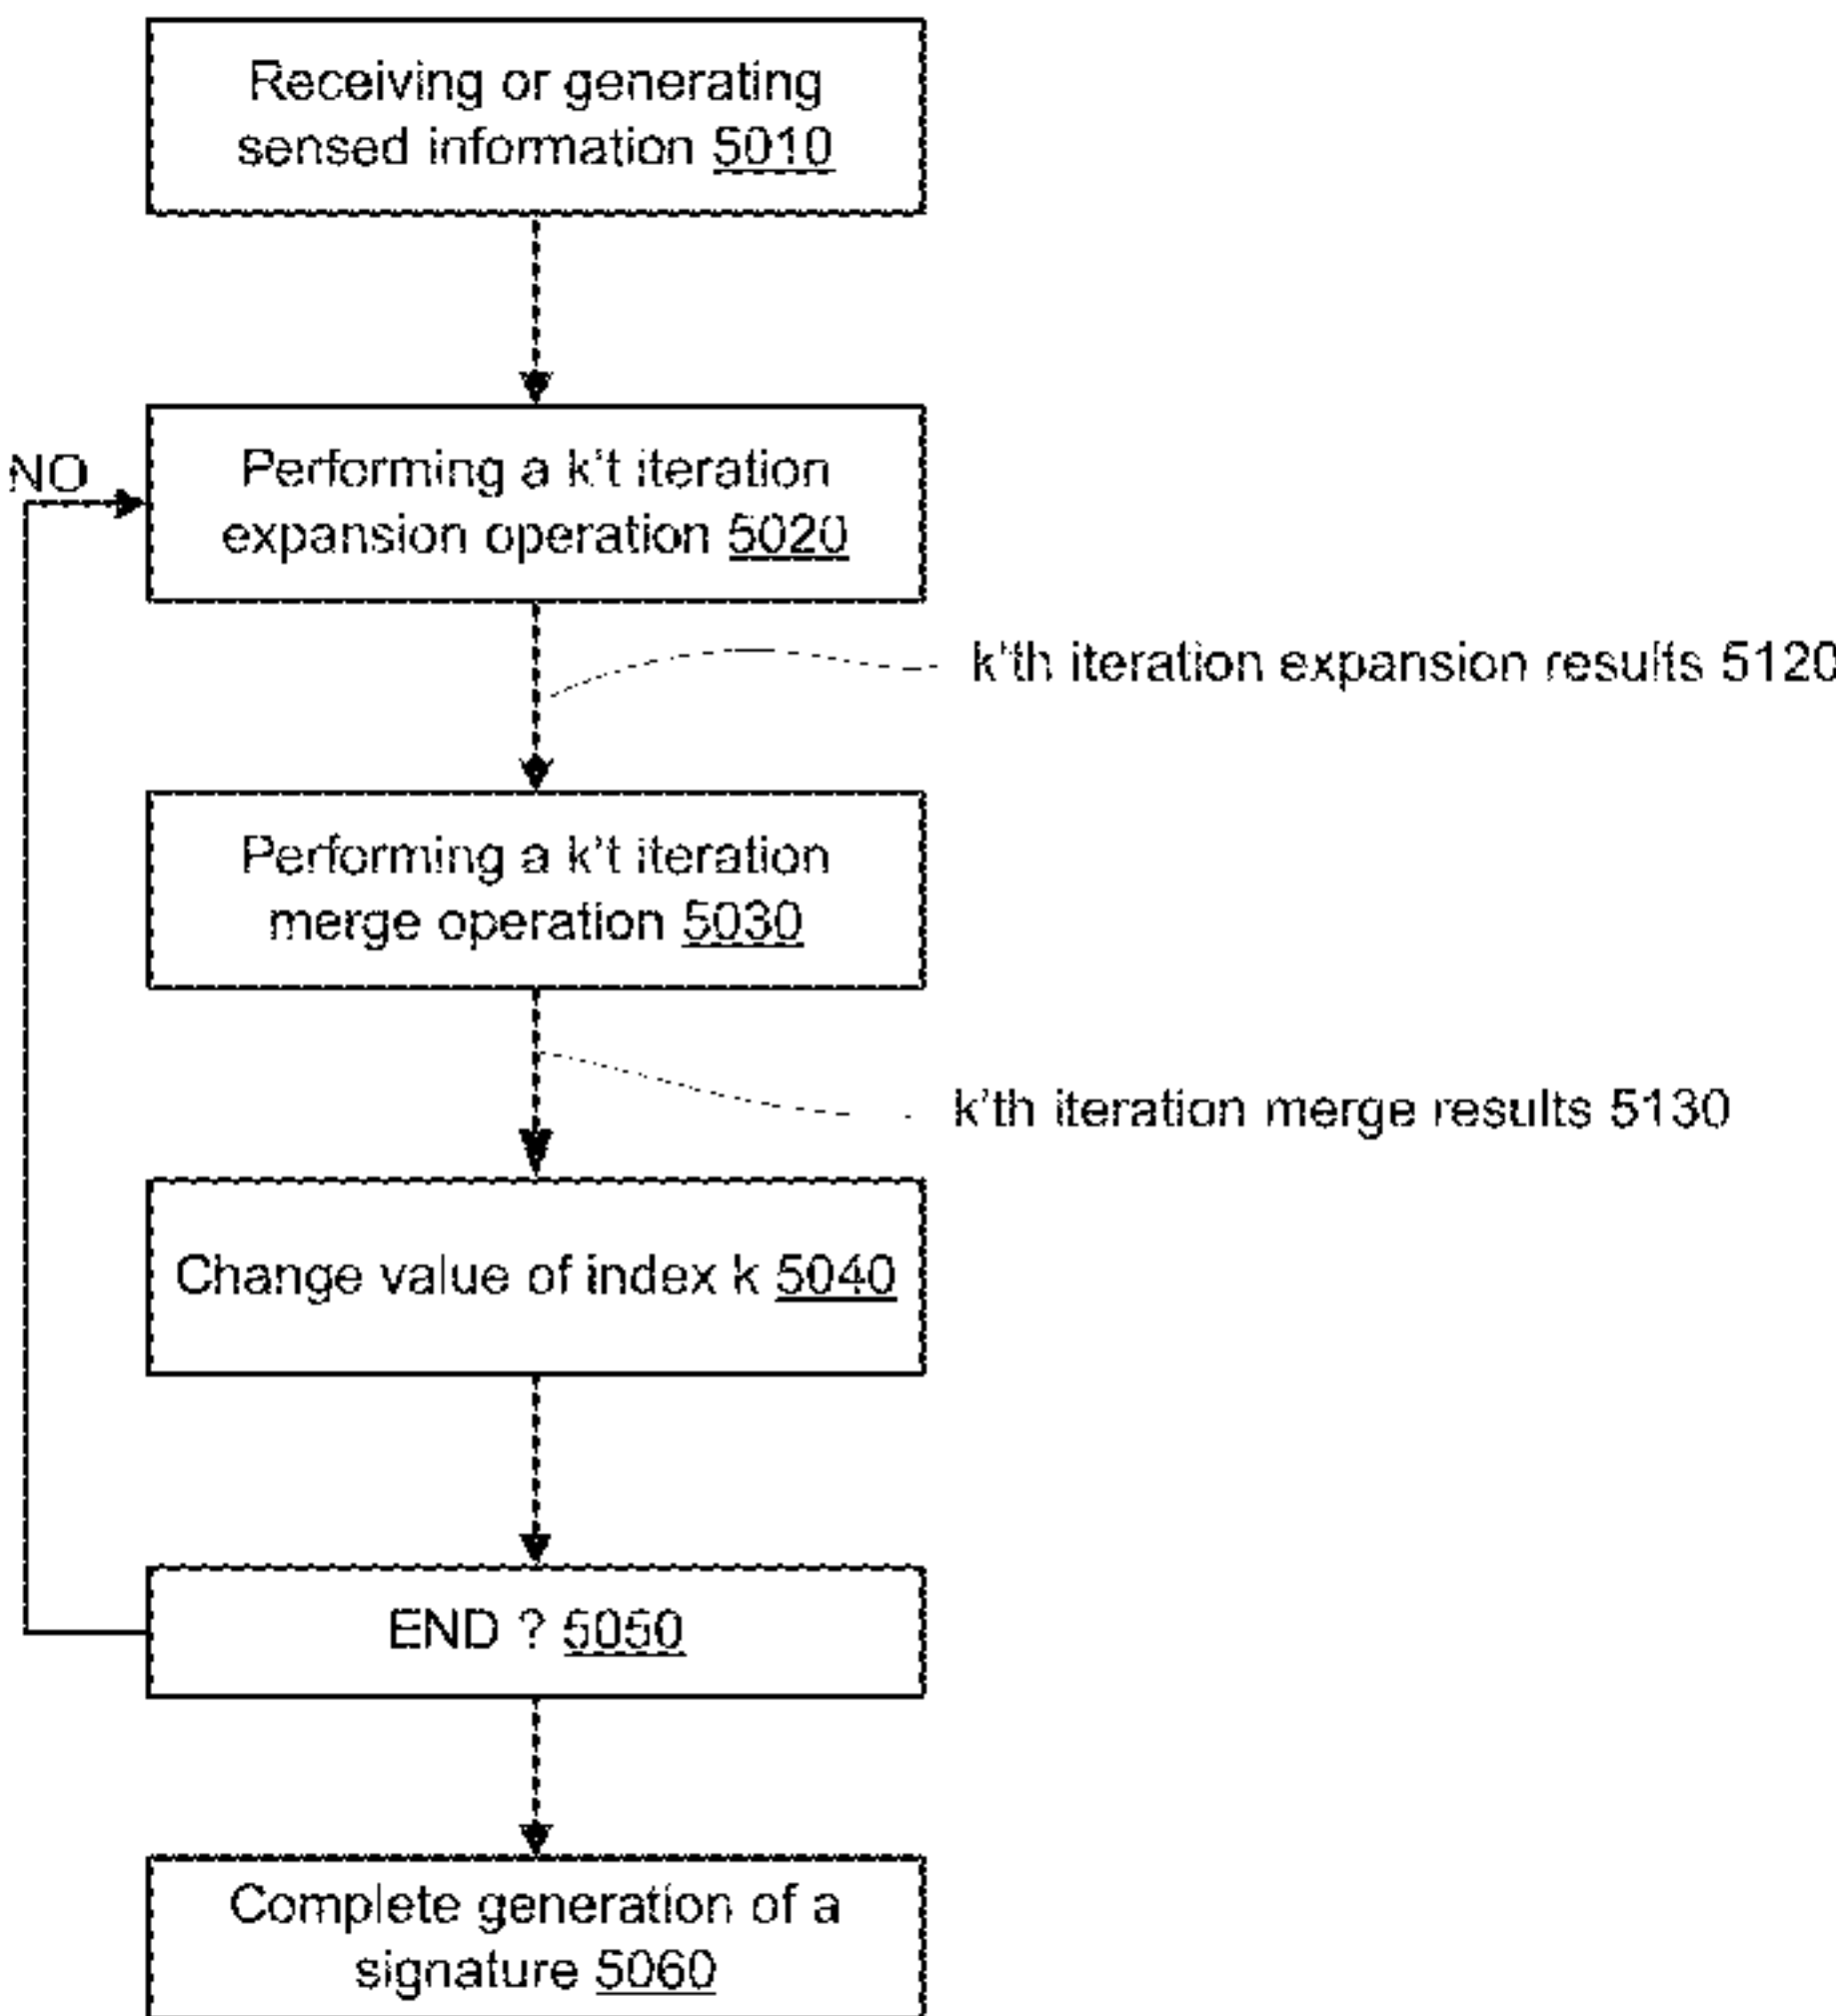 Receiving or generating
sensed information 5010
NO
Performing a k't iteration
expansion operation 5020
k'th iteration expansion results 5120
Performing a k't iteration
merge operation 5030
k'th iteration merge results 5130
Change value of index k 5040
END ? 5050
Complete generation of a
signature 5060